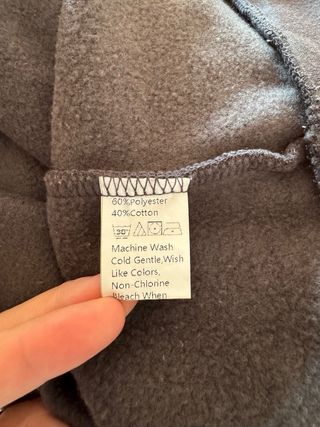 60%Polyester
40%Cotton
30°
Machine Wash
Cold Gentle,Wish
Like Colors,
Non-Chlorine
Bleach When